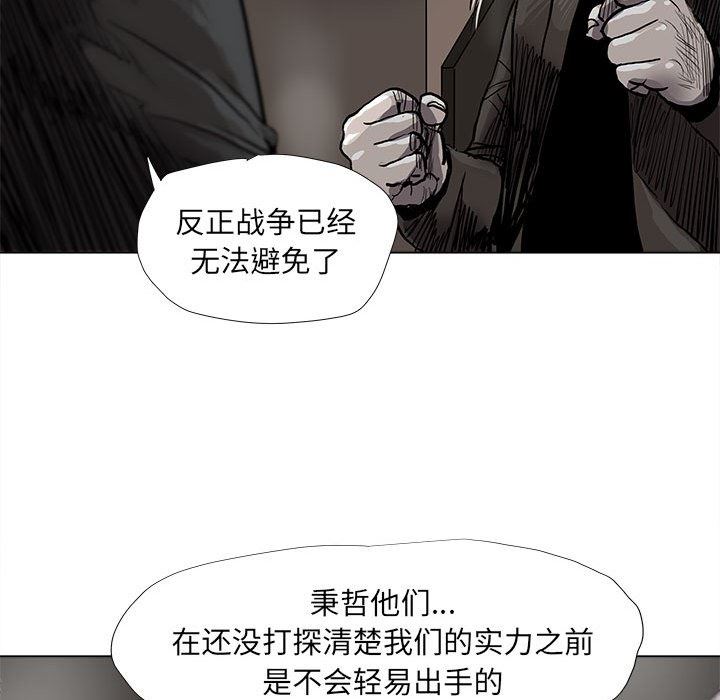 反正战争已经
无法避免了
秉哲他们...
在还没打探清楚我们的实力之前
是不会轻易出手的